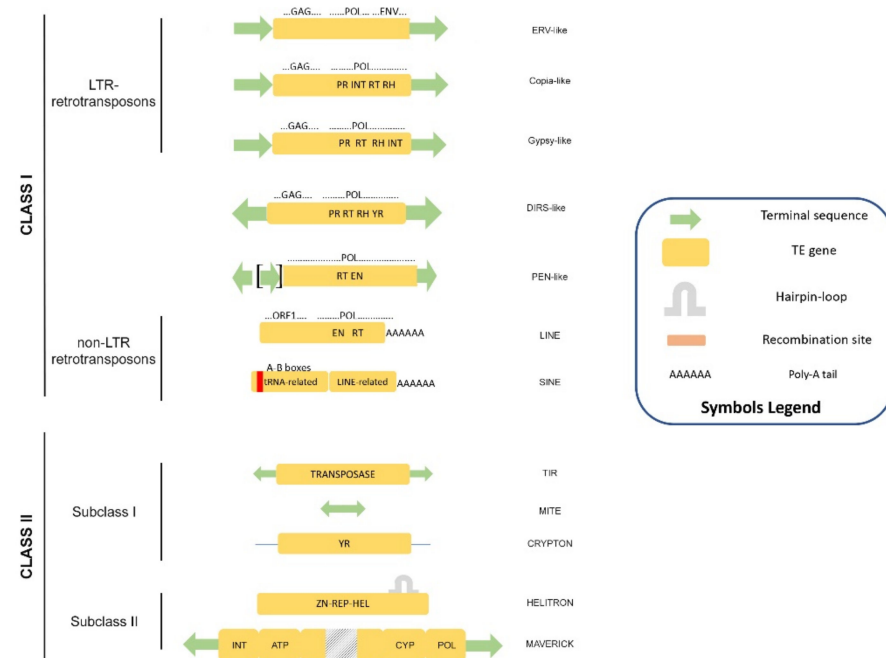 ...GAG.... ......POL... ...ENV...
ERV-like
...GAG.... .........POL..............
PR INT RT RH
Copia-like
LTR-
retrotransposons
...GAG.... .........POL..............
PR RT RH INT
Gypsy-like
CLASS I
...GAG.... .........POL..............
PR RT RH YR
DIRS-like
.....................POL.....................
[ ] RT EN
PEN-like
...ORF1.... .........POL..............
EN RT AAAAAA
LINE
non-LTR
retrotransposons
A-B boxes
tRNA-related LINE-related AAAAAA
SINE
Terminal sequence
TE gene
Hairpin-loop
Recombination site
AAAAAA Poly-A tail
Symbols Legend
CLASS II
Subclass I
TRANSPOSASE
TIR
MITE
YR
CRYPTON
Subclass II
ZN-REP-HEL
HELITRON
INT ATP CYP POL
MAVERICK